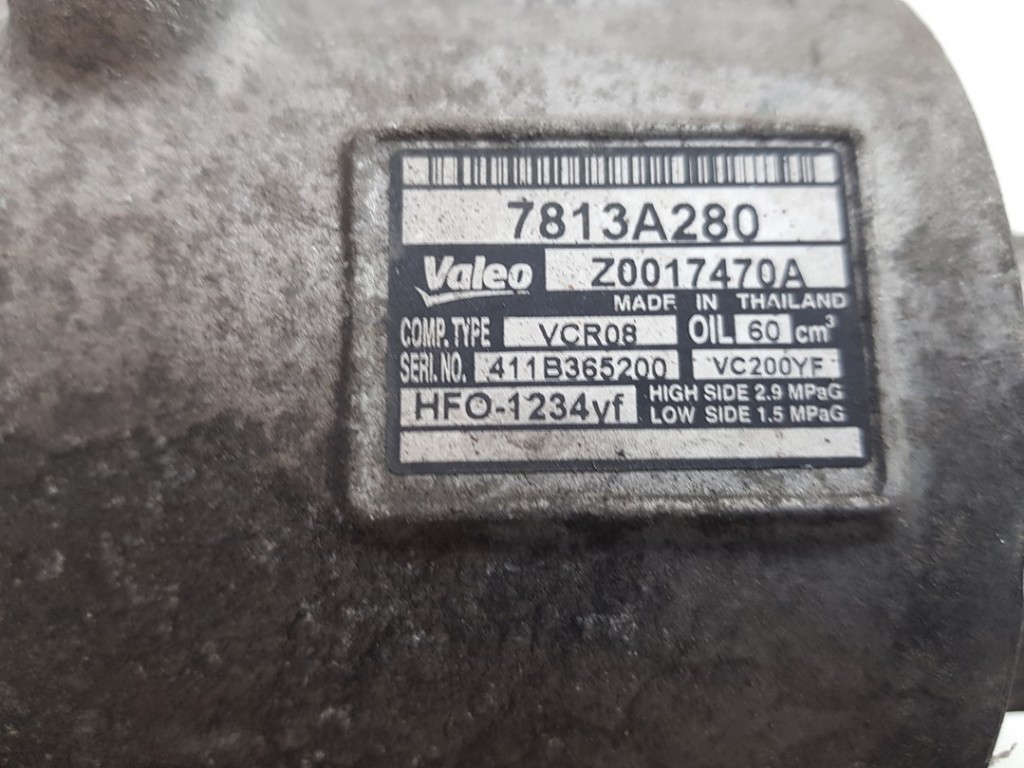 7813A280
Valeo Z0017470A
MADE IN THAILAND
COMP. TYPE VCR08 OIL 60 cm³
SERI. NO. 411B365200 VC200YF
HFO-1234yf HIGH SIDE 2.9 MPaG
LOW SIDE 1.5 MPaG